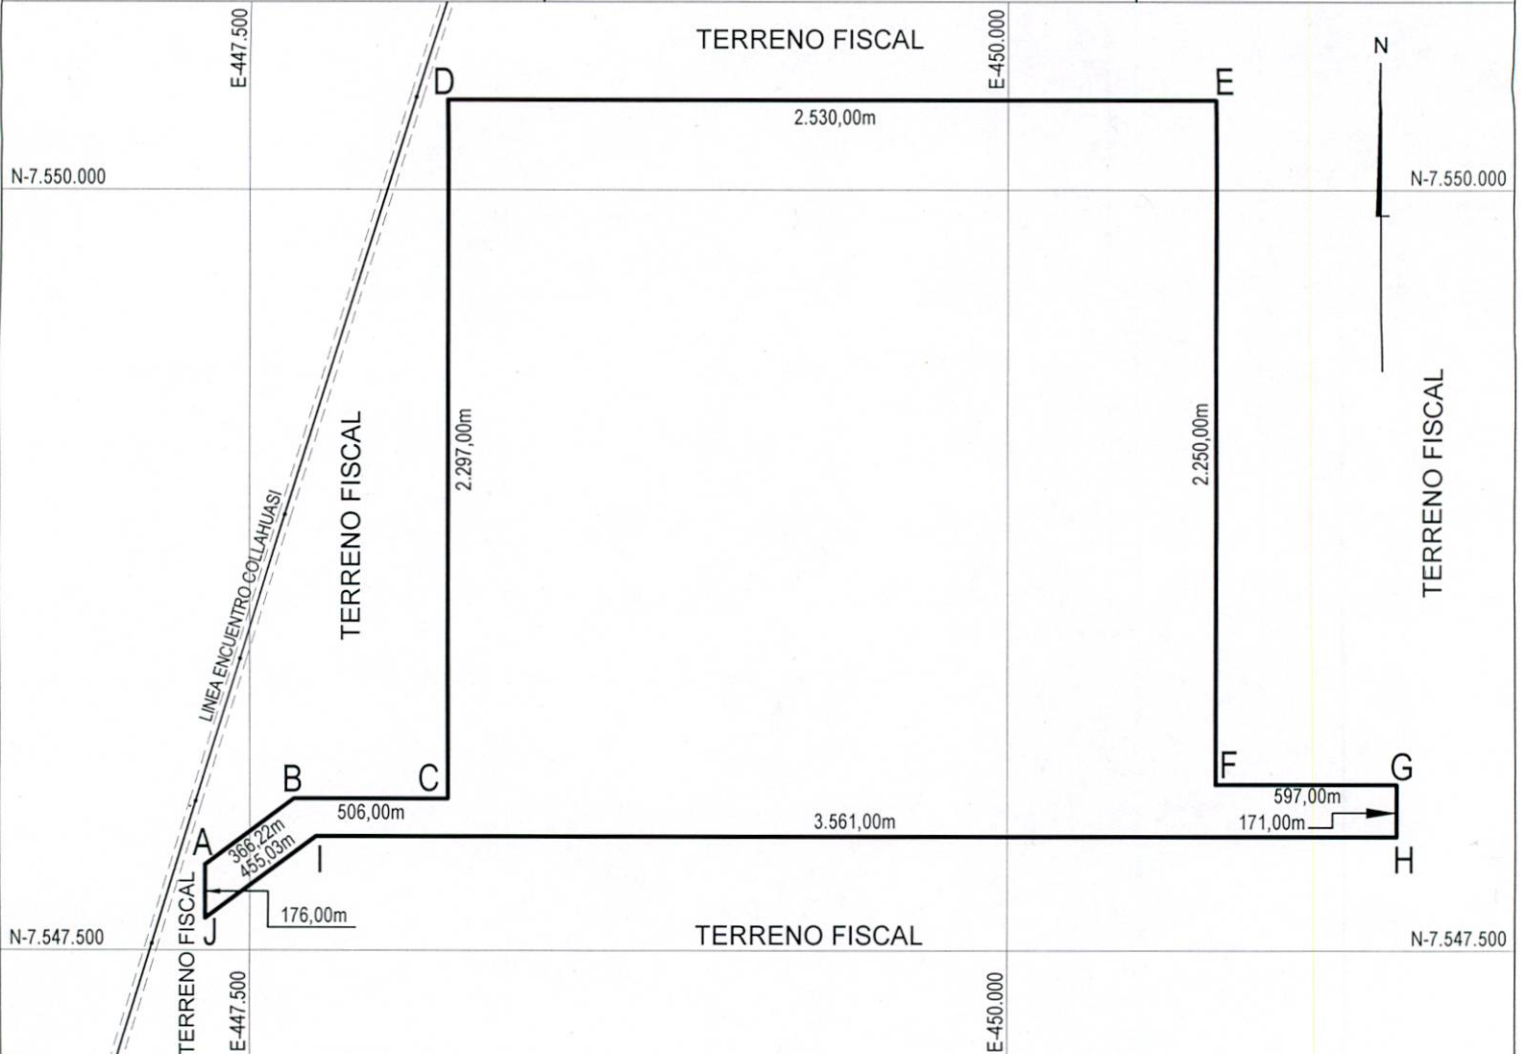 E-447.500
TERRENO FISCAL
E-450.000
N
D
E
2.530,00m
N-7.550.000
N-7.550.000
TERRENO FISCAL
2.297,00m
2.250,00m
TERRENO FISCAL
LINEA ENCUENTRO COLLAHUASI
B
C
F
G
506,00m
597,00m
A
366,22m
455,03m
I
3.561,00m
171,00m
H
TERRENO FISCAL
176,00m
J
N-7.547.500
TERRENO FISCAL
N-7.547.500
E-447.500
E-450.000